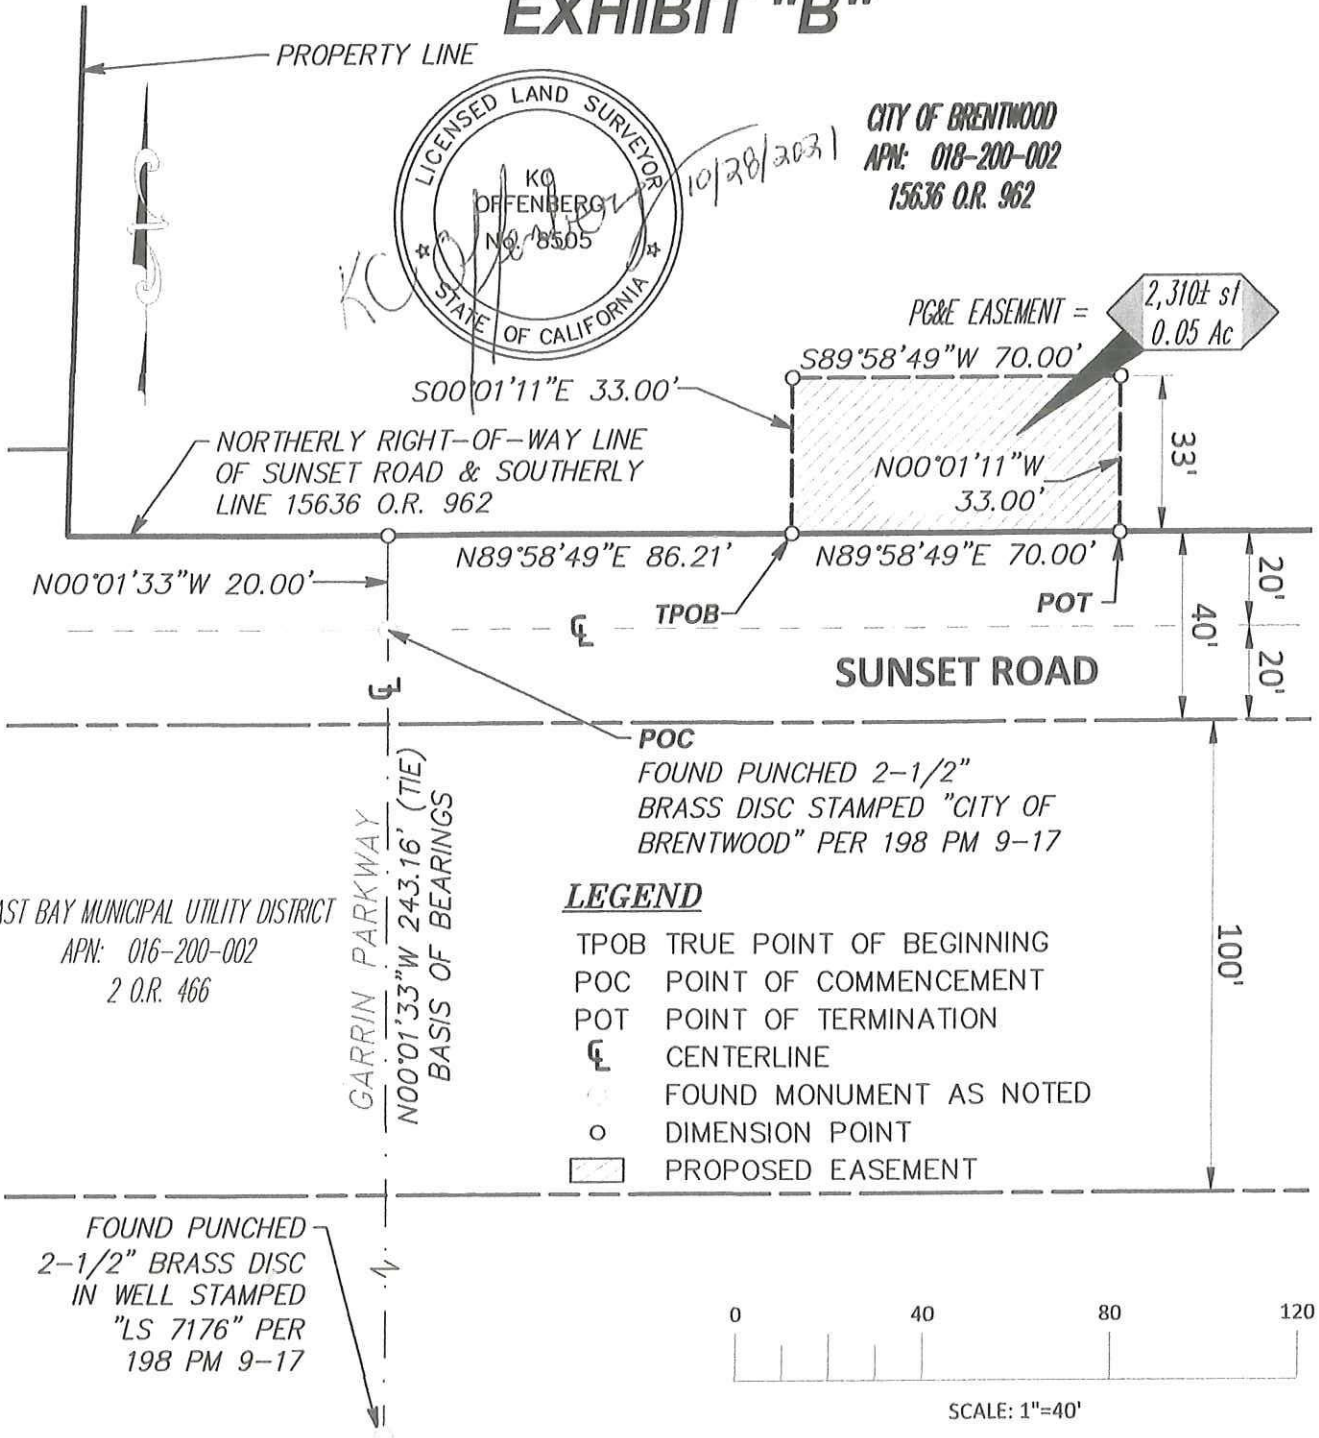 EXHIBIT "B"
PROPERTY LINE
LICENSED LAND SURVEYOR
KC
OFFENBERG
No. 8505
STATE OF CALIFORNIA
KC Offenberg
10/28/2021
CITY OF BRENTWOOD
APN: 018-200-002
15636 O.R. 962
PG&E EASEMENT =
2,310± sf
0.05 Ac
S89°58'49"W 70.00'
S00°01'11"E 33.00'
NORTHERLY RIGHT-OF-WAY LINE
OF SUNSET ROAD & SOUTHERLY
LINE 15636 O.R. 962
N00°01'11"W
33.00'
33'
N89°58'49"E 86.21'
N89°58'49"E 70.00'
N00°01'33"W 20.00'
TPOB
POT
20'
40'
20'
SUNSET ROAD
POC
FOUND PUNCHED 2-1/2"
BRASS DISC STAMPED "CITY OF
BRENTWOOD" PER 198 PM 9-17
GARRIN PARKWAY
N00°01'33"W 243.16' (TIE)
BASIS OF BEARINGS
AST BAY MUNICIPAL UTILITY DISTRICT
APN: 016-200-002
2 O.R. 466
100'
LEGEND
TPOB TRUE POINT OF BEGINNING
POC POINT OF COMMENCEMENT
POT POINT OF TERMINATION
℄ CENTERLINE
FOUND MONUMENT AS NOTED
DIMENSION POINT
PROPOSED EASEMENT
FOUND PUNCHED
2-1/2" BRASS DISC
IN WELL STAMPED
"LS 7176" PER
198 PM 9-17
0 40 80 120
SCALE: 1"=40'